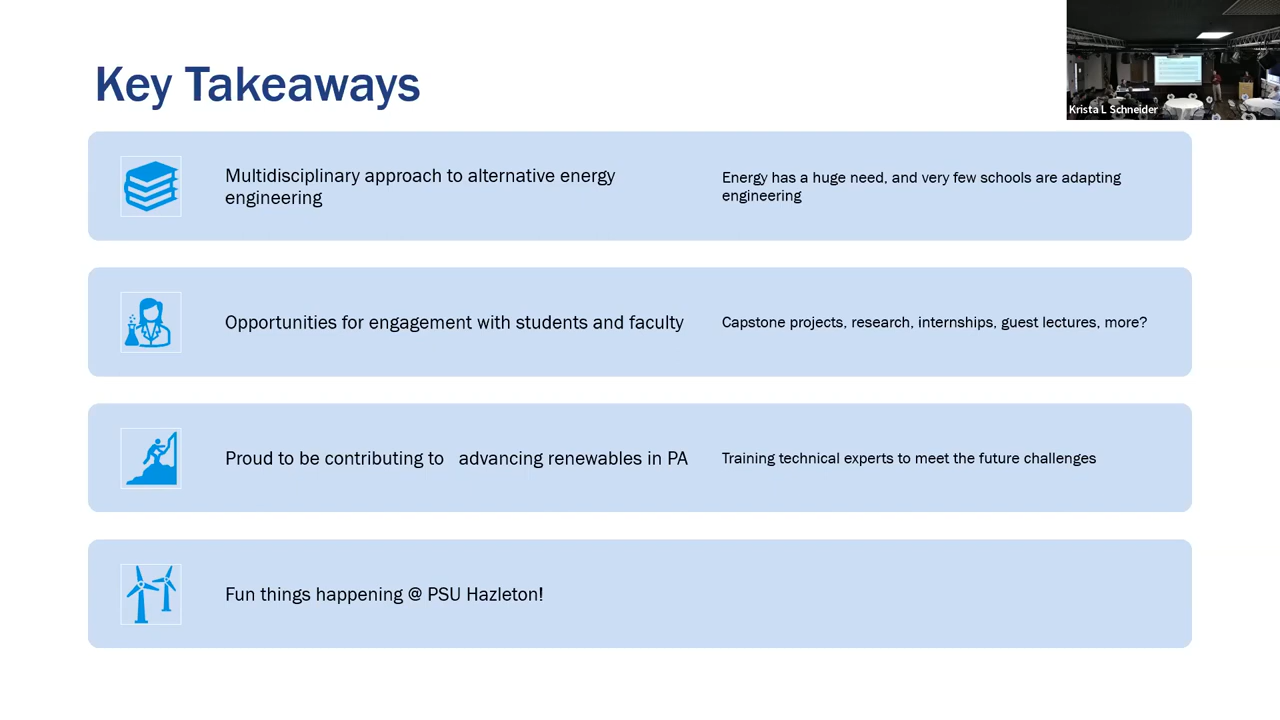 Key Takeaways
Krista L Schneider
Multidisciplinary approach to alternative energy
engineering
Energy has a huge need, and very few schools are adapting
engineering
Opportunities for engagement with students and faculty
Capstone projects, research, internships, guest lectures, more?
Proud to be contributing to   advancing renewables in PA
Training technical experts to meet the future challenges
Fun things happening @ PSU Hazleton!